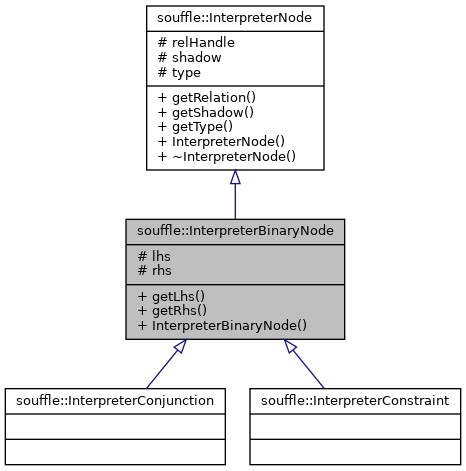 souffle::InterpreterNode
# relHandle
# shadow
# type
+ getRelation()
+ getShadow()
+ getType()
+ InterpreterNode()
+ ~InterpreterNode()
souffle::InterpreterBinaryNode
# lhs
# rhs
+ getLhs()
+ getRhs()
+ InterpreterBinaryNode()
souffle::InterpreterConjunction
souffle::InterpreterConstraint